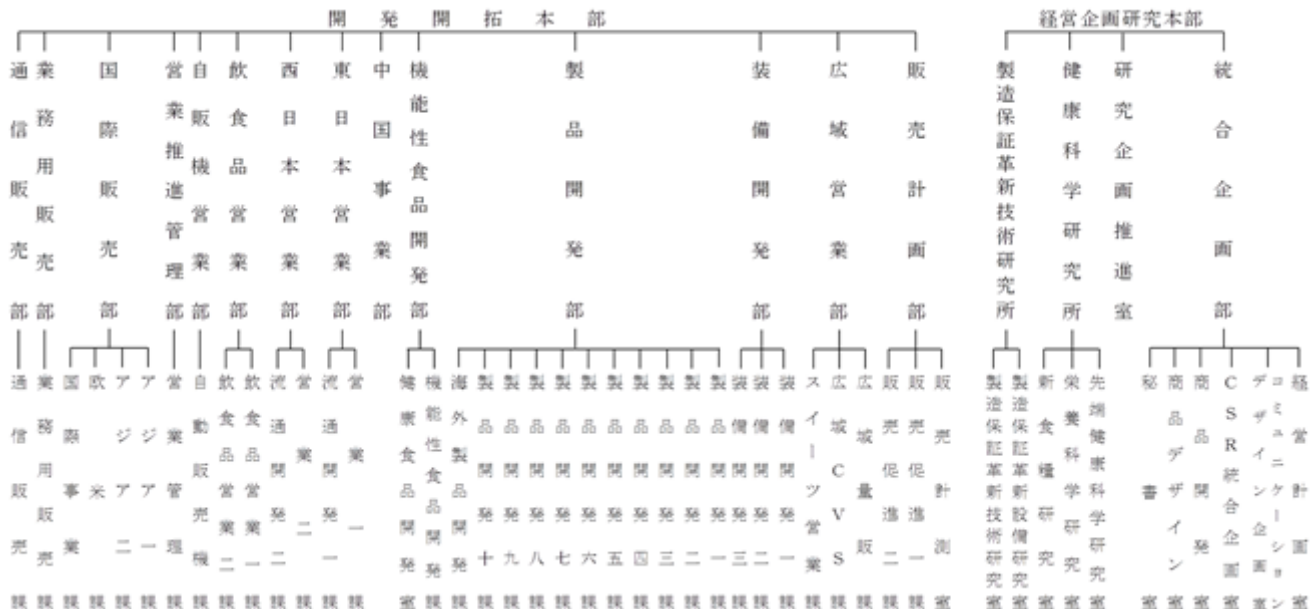 経営企画研究本部
統合企画部
経営計画室
コミュニケーションデザイン企画室
CSR統合企画室
商品開発室
商品デザイン室
秘書室
研究企画推進室
健康科学研究所
先端健康科学研究室
栄養科学研究室
新食糧研究室
製造保証革新技術研究所
製造保証革新設備研究室
製造保証革新技術研究室
開発開拓本部
販売計画部
販売計測室
販売促進一課
販売促進二課
広域営業部
広域量販課
広域CVS課
スイーツ営業課
装備開発部
装備開発一課
装備開発二課
装備開発三課
製品開発部
製品開発一課
製品開発二課
製品開発三課
製品開発四課
製品開発五課
製品開発六課
製品開発七課
製品開発八課
製品開発九課
製品開発十課
海外製品開発課
機能性食品開発部
機能性食品開発課
健康食品開発室
中国事業部
東日本営業部
営業一課
流通開発一課
西日本営業部
営業二課
流通開発二課
飲食品営業部
飲食品営業一課
飲食品営業二課
自販機営業部
自動販売機課
営業推進管理部
営業管理課
国際販売部
アジア一課
アジア二課
欧米課
国際事業課
業務用販売部
業務用販売課
通信販売部
通信販売課